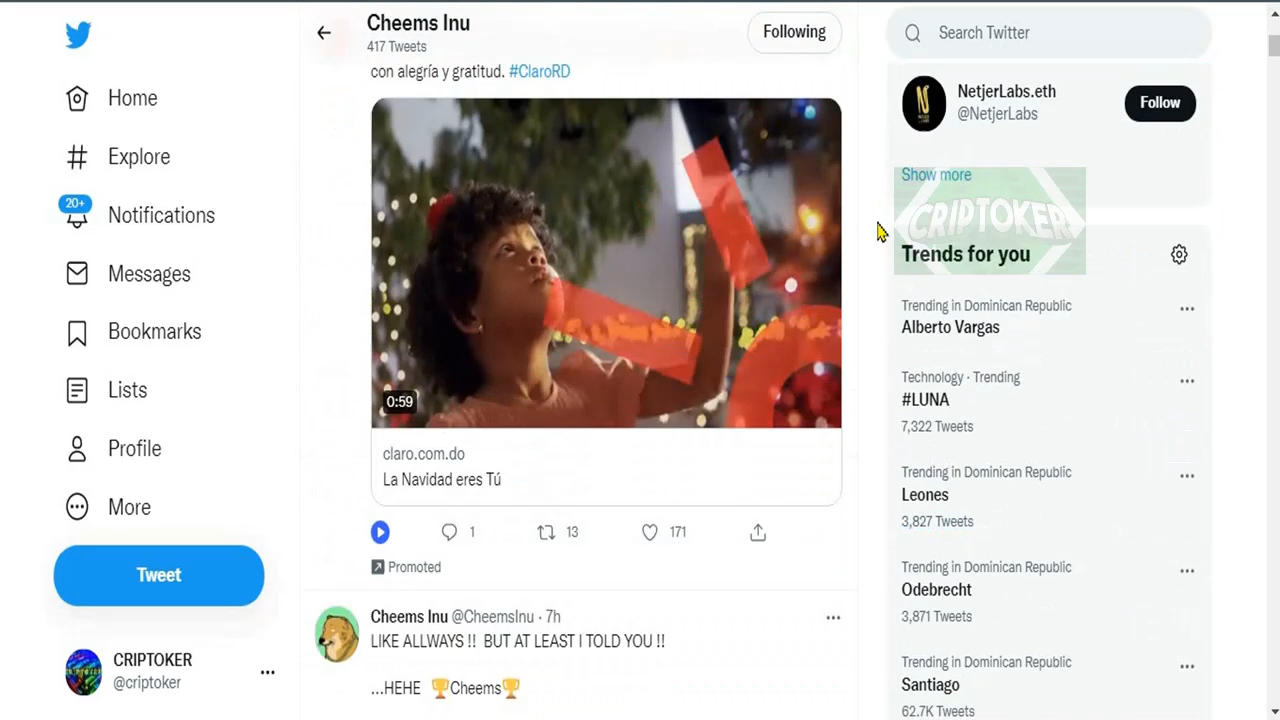 Home
Explore
20+
Notifications
Messages
Bookmarks
Lists
Profile
More
Tweet
CRIPTOKER
@criptoker
Cheems Inu
417 Tweets
Following
con alegría y gratitud. #ClaroRD
0:59
claro.com.do
La Navidad eres Tú
1 13 171
Promoted
Cheems Inu @CheemsInu · 7h
LIKE ALLWAYS !! BUT AT LEAST I TOLD YOU !!
...HEHE 🏆Cheems🏆
Search Twitter
NetjerLabs.eth
@NetjerLabs
Follow
Show more
CRIPTOKER
Trends for you
Trending in Dominican Republic
Alberto Vargas
Technology · Trending
#LUNA
7,322 Tweets
Trending in Dominican Republic
Leones
3,827 Tweets
Trending in Dominican Republic
Odebrecht
3,871 Tweets
Trending in Dominican Republic
Santiago
62.7K Tweets